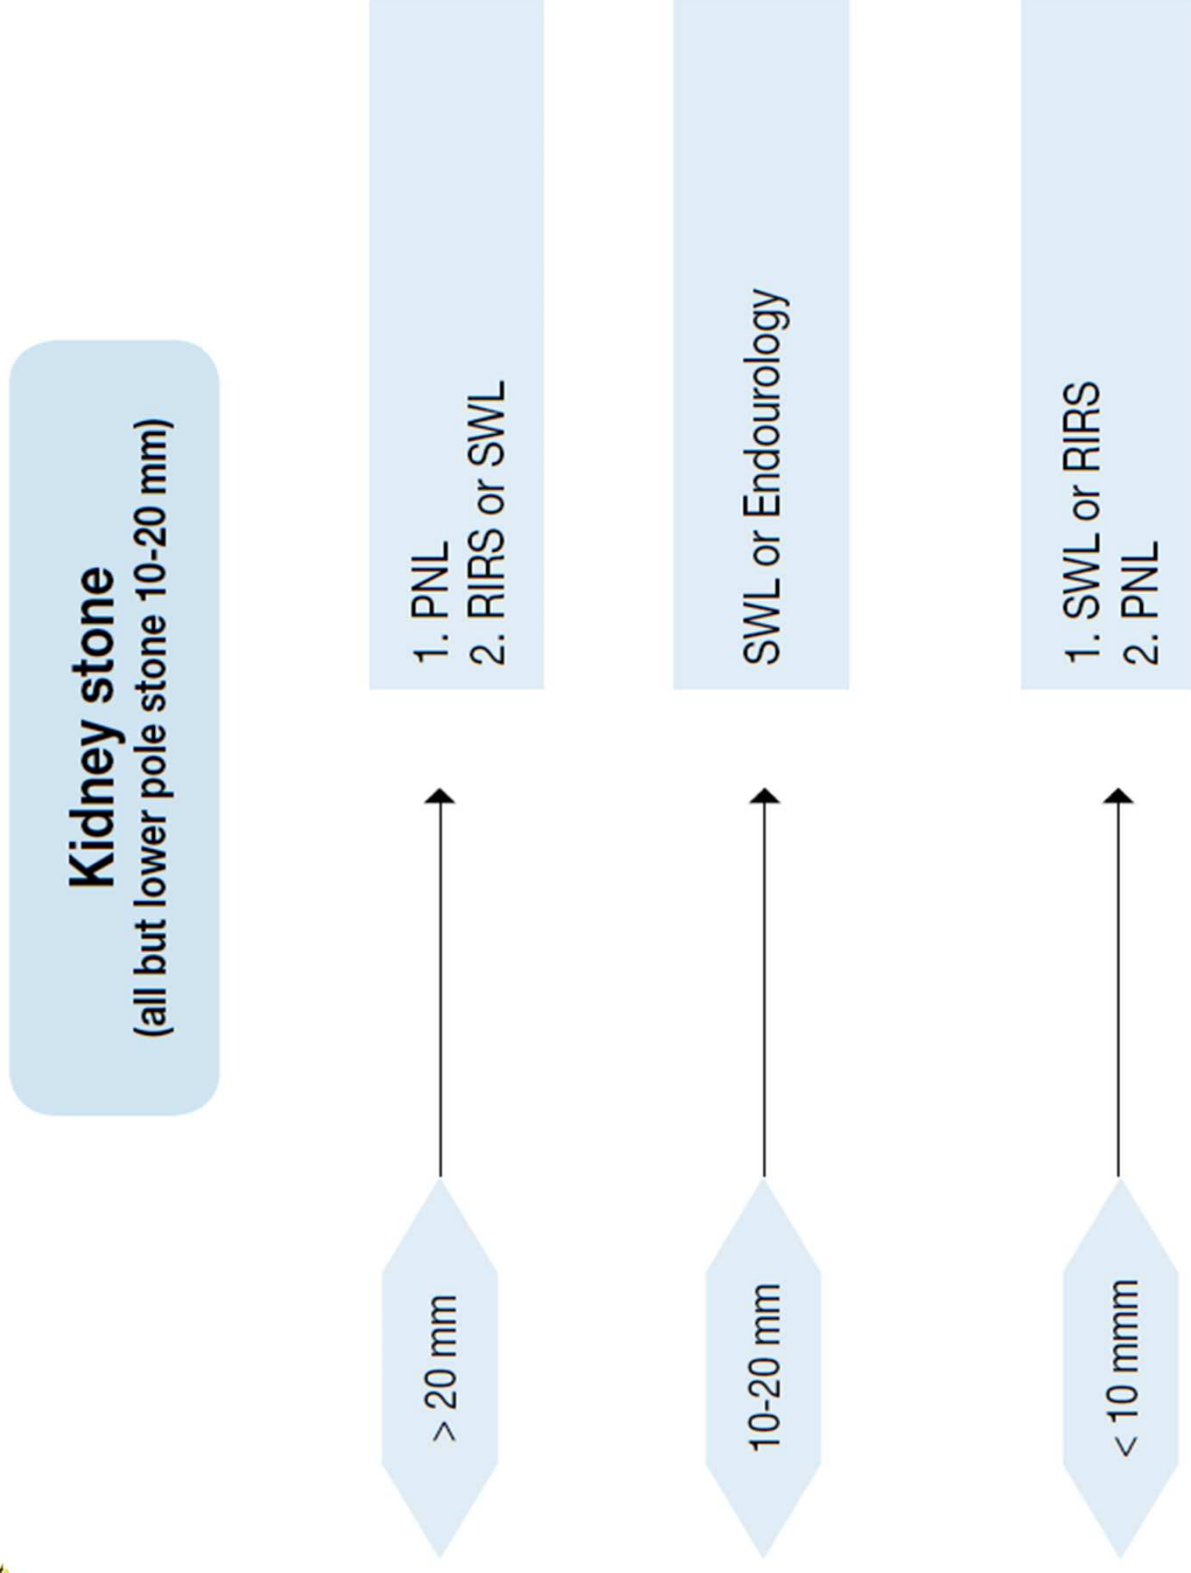 Kidney stone
(all but lower pole stone 10-20 mm)
> 20 mm
1. PNL
2. RIRS or SWL
10-20 mm
SWL or Endourology
< 10 mmm
1. SWL or RIRS
2. PNL